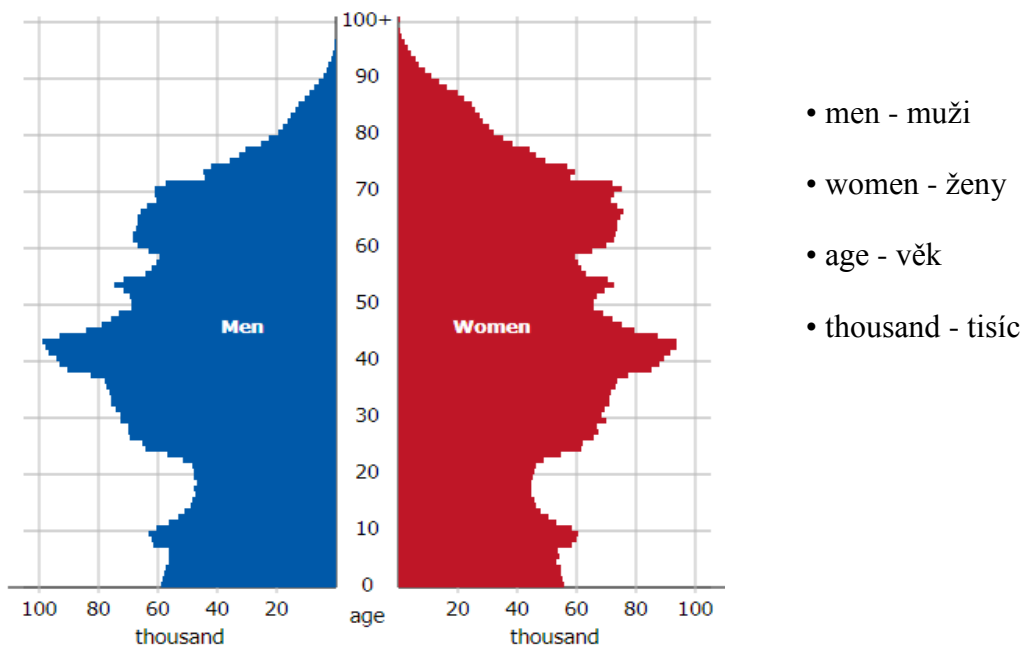 100+
90
80
70
60
50
40
30
20
10
0
Men
Women
100 80 60 40 20
age
20 40 60 80 100
thousand
thousand
• men - muži
• women - ženy
• age - věk
• thousand - tisíc